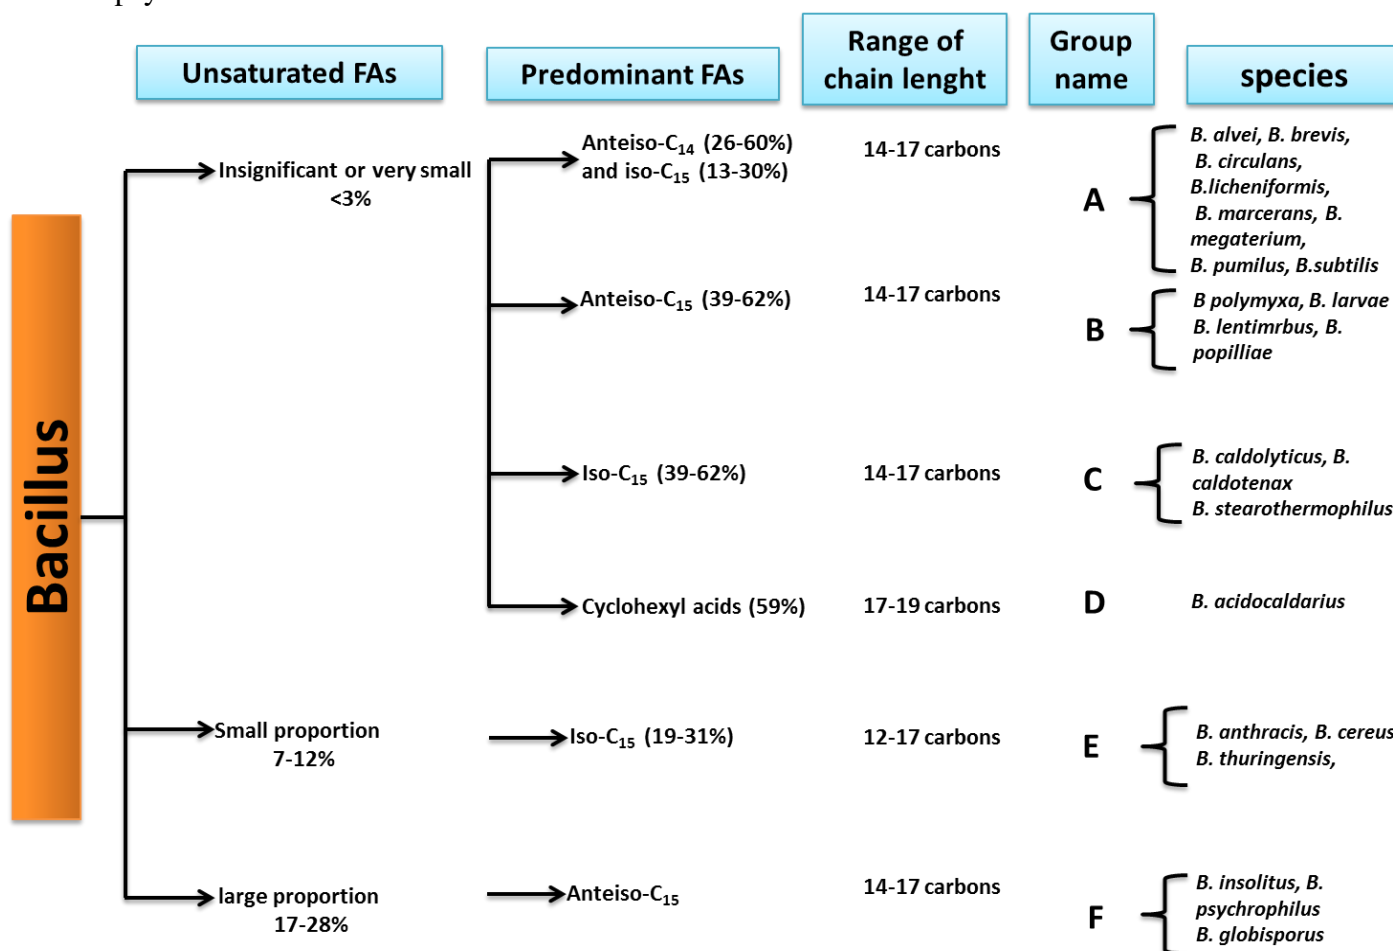 Unsaturated FAs
Predominant FAs
Range of
chain lenght
Group
name
species
Bacillus
Insignificant or very small
<3%
Anteiso-C₁₄ (26-60%)
and iso-C₁₅ (13-30%)
14-17 carbons
A
B. alvei, B. brevis,
B. circulans,
B.licheniformis,
B. marcerans, B.
megaterium,
B. pumilus, B.subtilis
Anteiso-C₁₅ (39-62%)
14-17 carbons
B
B polymyxa, B. larvae
B. lentimrbus, B.
popilliae
Iso-C₁₅ (39-62%)
14-17 carbons
C
B. caldolyticus, B.
caldotenax
B. stearothermophilus
Cyclohexyl acids (59%)
17-19 carbons
D
B. acidocaldarius
Small proportion
7-12%
Iso-C₁₅ (19-31%)
12-17 carbons
E
B. anthracis, B. cereus
B. thuringensis,
large proportion
17-28%
Anteiso-C₁₅
14-17 carbons
F
B. insolitus, B.
psychrophilus
B. globisporus